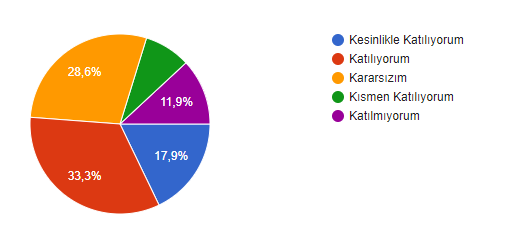 28,6%
11,9%
17,9%
33,3%
Kesinlikle Katılıyorum
Katılıyorum
Kararsızım
Kısmen Katılıyorum
Katılmıyorum